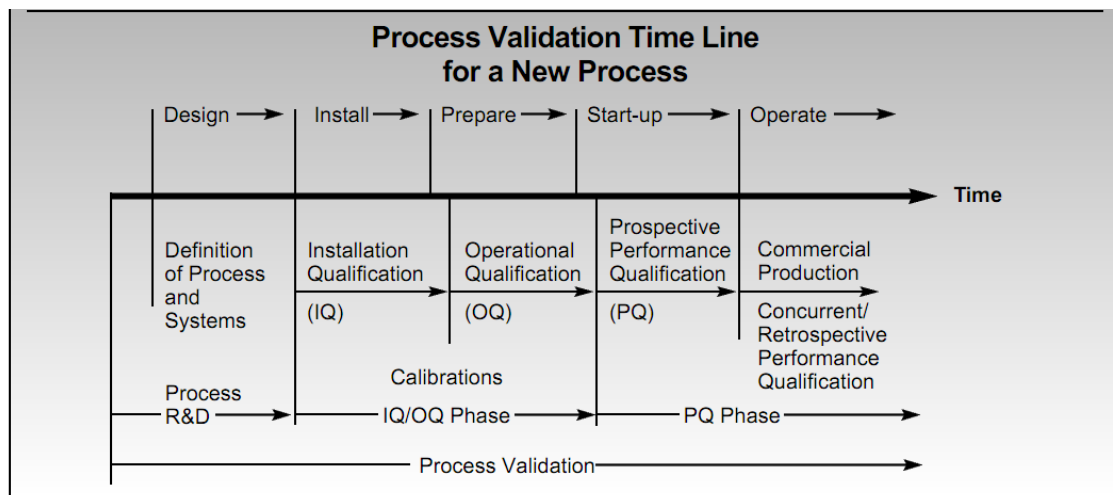 Process Validation Time Line
for a New Process
Design
Install
Prepare
Start-up
Operate
Time
Definition
of Process
and
Systems
Installation
Qualification
(IQ)
Operational
Qualification
(OQ)
Prospective
Performance
Qualification
(PQ)
Commercial
Production
Concurrent/
Retrospective
Performance
Qualification
Calibrations
Process
R&D
IQ/OQ Phase
PQ Phase
Process Validation